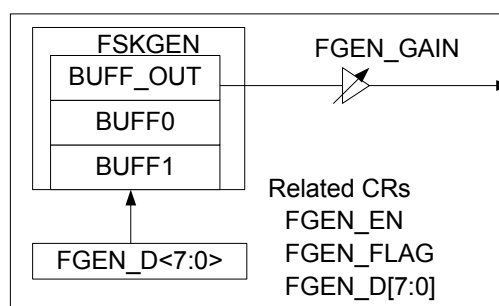 FSKGEN
FGEN_GAIN
BUFF_OUT
BUFF0
BUFF1
Related CRs
FGEN_EN
FGEN_D<7:0>
FGEN_FLAG
FGEN_D[7:0]